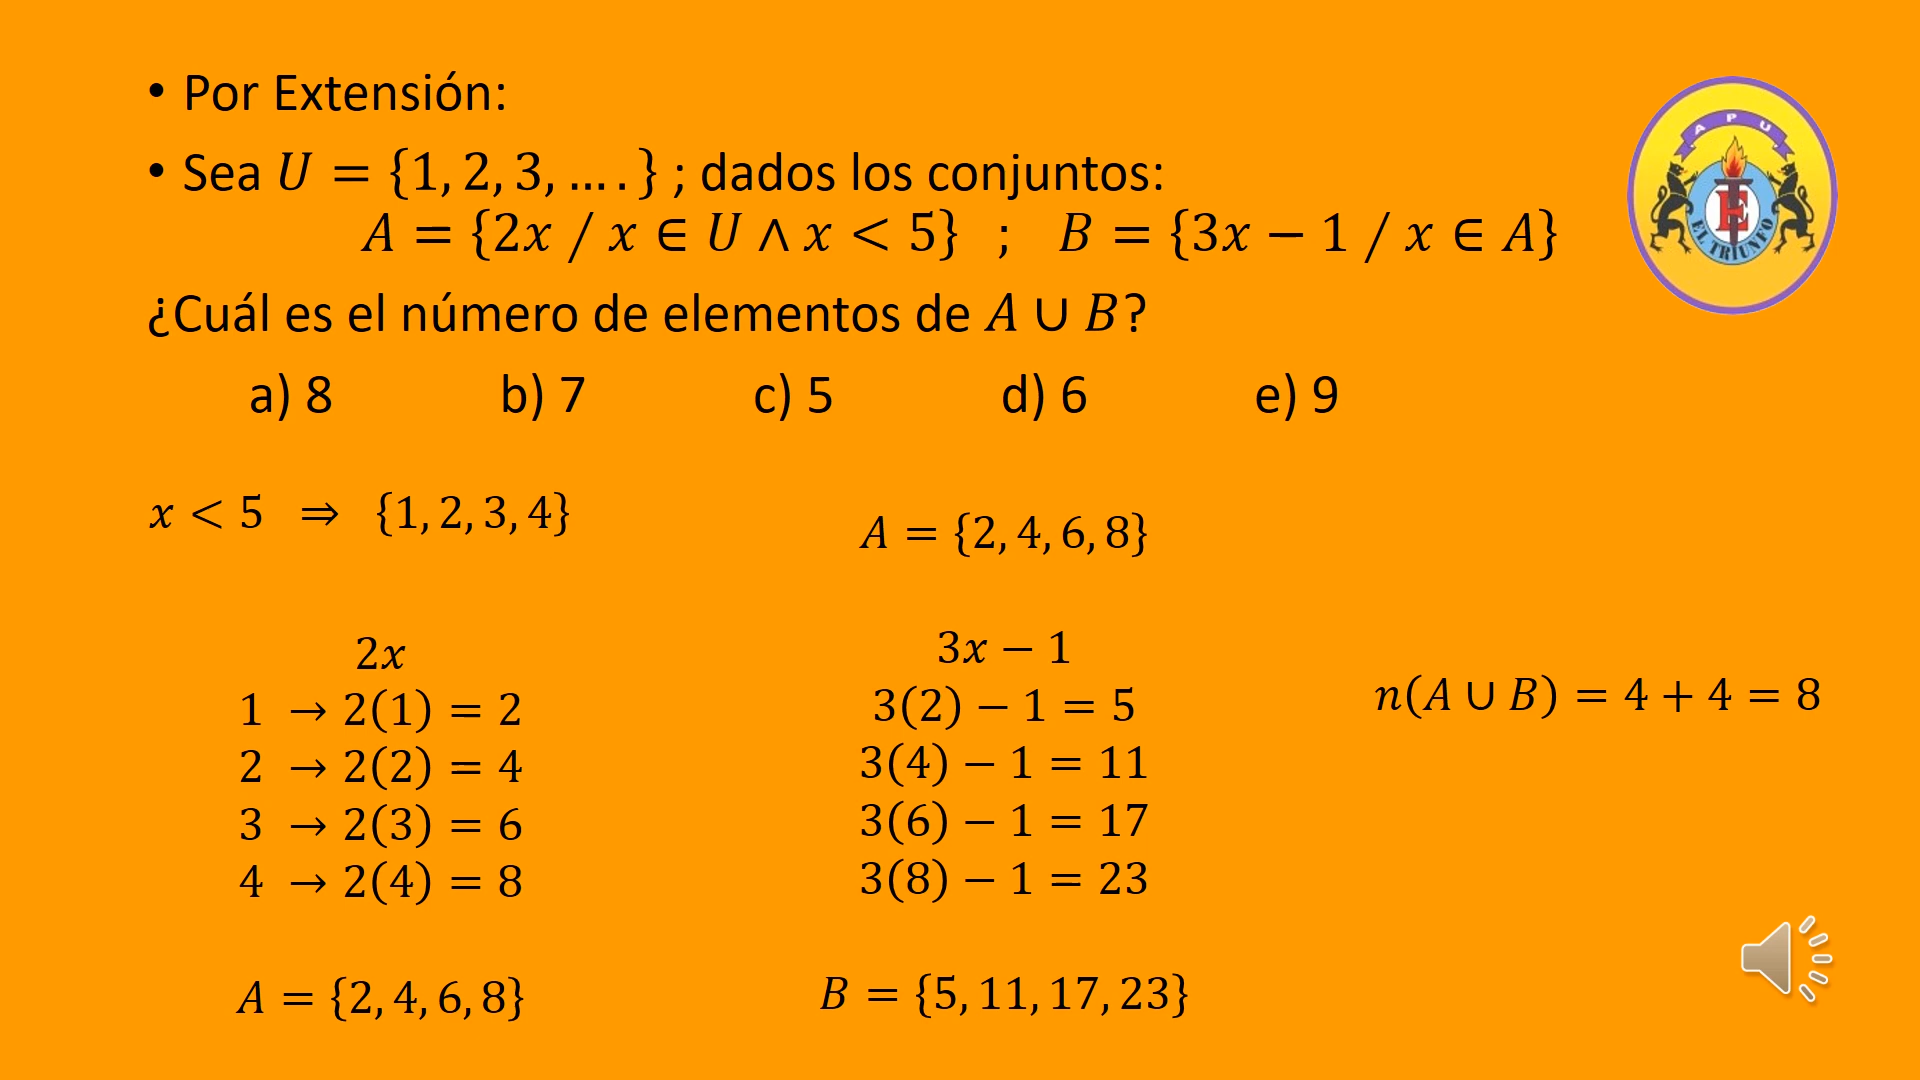 • Por Extensión:
• Sea U = {1, 2, 3, … . } ; dados los conjuntos:
A = {2x / x ∈ U ∧ x < 5} ; B = {3x − 1 / x ∈ A}
¿Cuál es el número de elementos de A ∪ B?
a) 8 b) 7 c) 5 d) 6 e) 9
x < 5 ⇒ {1, 2, 3, 4}
2x
1 → 2(1) = 2
2 → 2(2) = 4
3 → 2(3) = 6
4 → 2(4) = 8
A = {2, 4, 6, 8}
A = {2, 4, 6, 8}
3x − 1
3(2) − 1 = 5
3(4) − 1 = 11
3(6) − 1 = 17
3(8) − 1 = 23
B = {5, 11, 17, 23}
n(A ∪ B) = 4 + 4 = 8
A P U
E
EL TRIUNFO